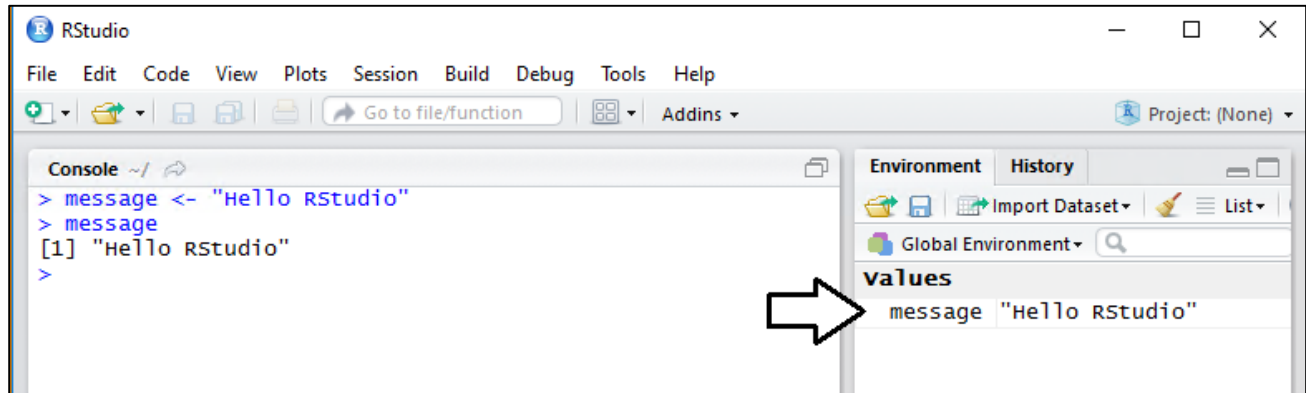 RStudio
File Edit Code View Plots Session Build Debug Tools Help
Go to file/function Addins Project: (None)
Console ~/
> message <- "Hello RStudio"
> message
[1] "Hello RStudio"
>
Environment History
Import Dataset List
Global Environment
Values
message "Hello RStudio"